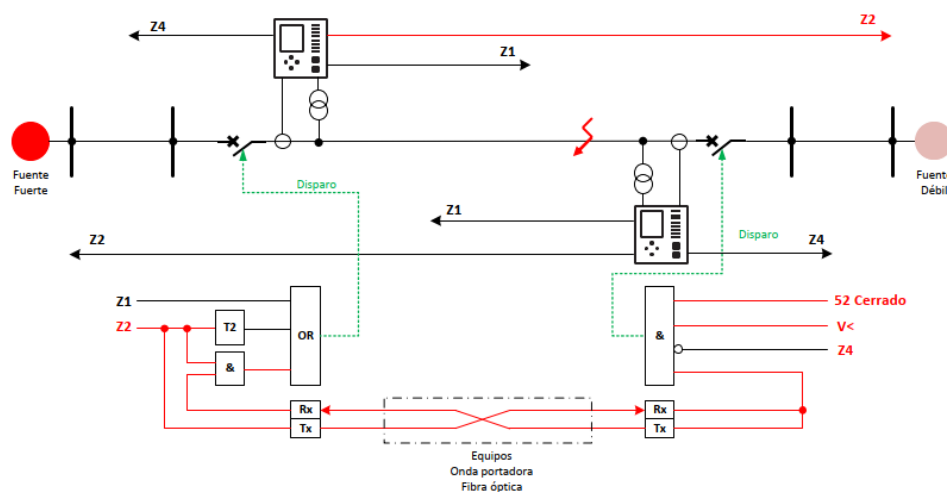 Z4
Z2
Z1
Fuente
Fuerte
Fuente
Débil
Disparo
Z1
Disparo
Z2
Z4
Z1
Z2
T2
&
OR
&
52 Cerrado
V<
Z4
Rx
Tx
Rx
Tx
Equipos
Onda portadora
Fibra óptica